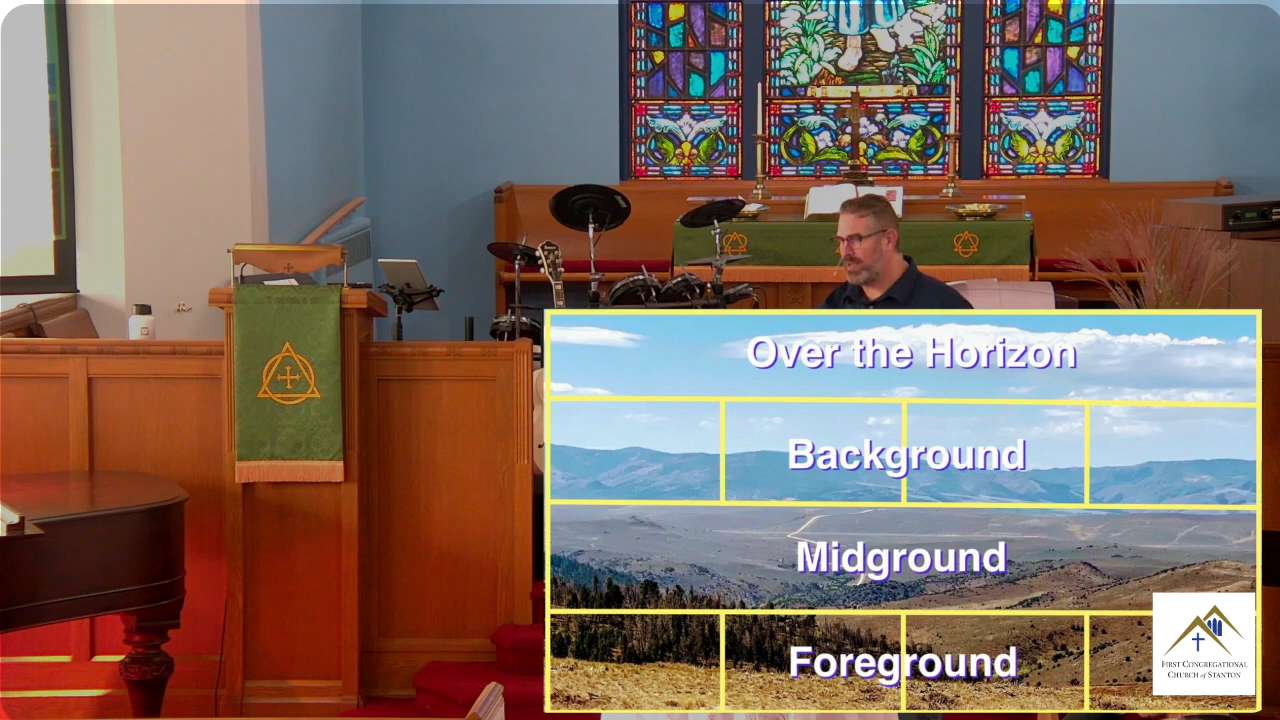 Over the Horizon
Background
Midground
Foreground
First Congregational
Church of Stanton